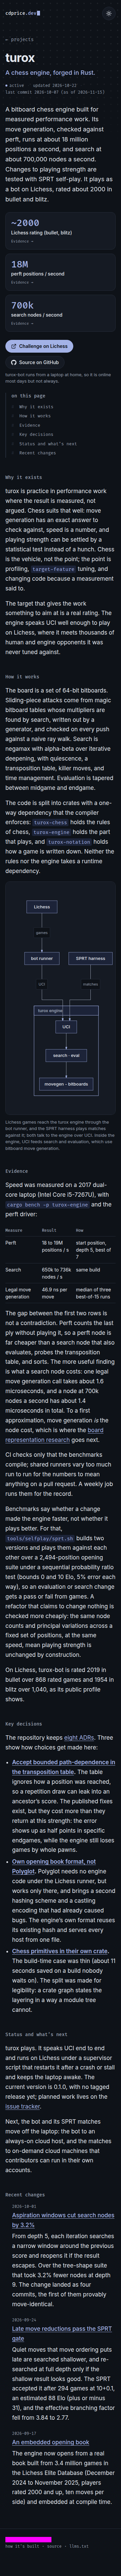 cdprice.dev
← projects
turox
A chess engine, forged in Rust.
active updated 2026-10-12
last commit 2026-10-07 (as of 2026-11-13)
A bitboard chess engine built for
measured performance work. Its
move generation, checked against
perft, runs at about 18 million
positions a second, and search at
about 700,000 nodes a second.
Changes to playing strength are
tested with SPRT self-play. It plays as
a bot on Lichess, rated about 2000 in
bullet and blitz.
~2000
Lichess rating (bullet, blitz)
Evidence →
18M
perft positions / second
Evidence →
700k
search nodes / second
Evidence →
Challenge on Lichess
Source on GitHub
turox-bot runs from a laptop at home, so it is online
most days but not always.
on this page
Why it exists
How it works
Evidence
Key decisions
Status and what's next
Recent changes
Why it exists
turox is practice in performance work
where the result is measured, not
argued. Chess suits that well: move
generation has an exact answer to
check against, speed is a number, and
playing strength can be settled by a
statistical test instead of a hunch. Chess
is the vehicle, not the point; the point is
profiling, target-feature tuning, and
changing code because a measurement
said to.
The target that gives the work
something to aim at is a real rating. The
engine speaks UCI well enough to play
on Lichess, where it meets thousands of
human and engine opponents it was
never tuned against.
How it works
The core is a set of 64-bit bitboards.
Sliding-piece attacks come from magic
bitboard tables whose multipliers are
found by search, written out by a
generator, and checked on every push
against a naive ray walk. Search is
negamax with alpha-beta and iterative
deepening, with quiescence, a
transposition table, killer moves, and
time management. Evaluation is tapered
between midgame and endgame.
The code is split into crates with a one-
way dependency that the compiler
enforces: turox-chess holds the rules
of chess, turox-engine holds the part
that plays, and turox-notation holds
how a game is written down. Neither the
rules nor the engine takes a runtime
dependency.
Lichess
games
bot runner
SPRT harness
UCI
matches
turox engine
UCI
search · eval
movegen · bitboards
Lichess games reach the engine through the bot
runner, and the SPRT harness plays matches
against it; both talk to the engine over UCI. Inside the
engine, UCI feeds search and evaluation, which use
move generation on bitboards.
Evidence
Speed was measured on a 2017 dual-
core laptop (Intel Core i5-7267U), with
cargo bench -p turox-engine and the
perft driver:
Measure Result How
Perft 18 to 19M positions / s start position, depth 5, best of 7
Search 650k to 736k nodes / s same build
Legal move generation 46.9 ns per move median of three best-of-15 runs
The gap between the first two rows is
not a contradiction. Perft counts the last
ply without playing it, so a perft node is
far cheaper than a search node that also
evaluates, probes the transposition
table, and sorts. The more useful finding
is what a search node costs: one legal
move generation call takes about 1.6
microseconds, and a node at 700k
nodes a second takes about 1.4
microseconds in total. To a first
approximation, move generation is the
node cost, which is where the board
representation research goes next.
CI checks only that the benchmarks
compile; shared runners vary too much
run to run for the numbers to mean
anything on a pull request. A weekly job
runs them for the record.
Benchmarks say whether a change
made the engine faster, not whether it
plays better. For that,
tools/selfplay/sprt.sh builds two
revisions and plays them against each
other over a 2,494-position opening
suite under a sequential probability ratio
test (bounds 0 and 10 Elo, 5% error each
way), so an evaluation or search change
gets a pass or fail from games. A
refactor that claims to change nothing is
checked more cheaply: the same node
counts and principal variations across a
fixed set of positions, at the same
speed, mean playing strength is
unchanged by construction.
On Lichess, turox-bot is rated 2019 in
bullet over 868 rated games and 1954 in
blitz over 1,040, as its public profile
shows.
Key decisions
The repository keeps eight ADRs. Three
show how choices get made here:
Accept bounded path-dependence in
the transposition table. The table
ignores how a position was reached,
so a repetition draw can leak into an
ancestor's score. The published fixes
exist, but they cost more than they
return at this strength: the error
shows up as half points in specific
endgames, while the engine still loses
games by whole pawns.
Own opening book format, not
Polyglot. Polyglot needs no engine
code here on the Lichess runner, but
works only there, and brings a second
hashing scheme and a castling
encoding that has decoded already
caused bugs. The engine's own format reuses
its existing hash and serves every
host from one file.
Chess primitives in their own crate.
The build-time case was thin (about 11
seconds saved on a build nobody
waits on). The split was made for
legibility: a crate graph states the
layering in a way a module tree
cannot.
Status and what's next
turox plays. It speaks UCI end to end
and runs on Lichess under a supervisor
script that restarts it after a crash or sleep
and keeps the laptop awake. The
current version is 0.1.0, with no tagged
release yet; planned work lives on the
issue tracker.
Next, the bot and its SPRT matches
move off the laptop: the bot to an
always-on cloud host, and the matches
to on-demand cloud machines that
contributors can run in their own
accounts.
Recent changes
2026-10-01
Aspiration windows cut search nodes
by 3.2%
From depth 5, each iteration searches
a narrow window around the previous
score and reopens it if the result
escapes. Over the tree-shape suite
that took 3.2% fewer nodes at depth
9. The change landed as four
commits, the first of them provably
move-identical.
2026-09-24
Late move reductions pass the SPRT
gate
Quiet moves that move ordering puts
late are searched shallower, and re-
searched at full depth only if the
shallow result looks good. The SPRT
accepted it after 294 games at 10+0.1,
an estimated 88 Elo (plus or minus
31), and the effective branching factor
fell from 3.84 to 2.77.
2026-09-17
An embedded opening book
The engine now opens from a real
book built from 3.4 million games in
the Lichess Elite Database (December
2024 to November 2025, players
rated 2000 and up, ten moves per
side) and embedded at compile time.
how it's built · source · llms.txt